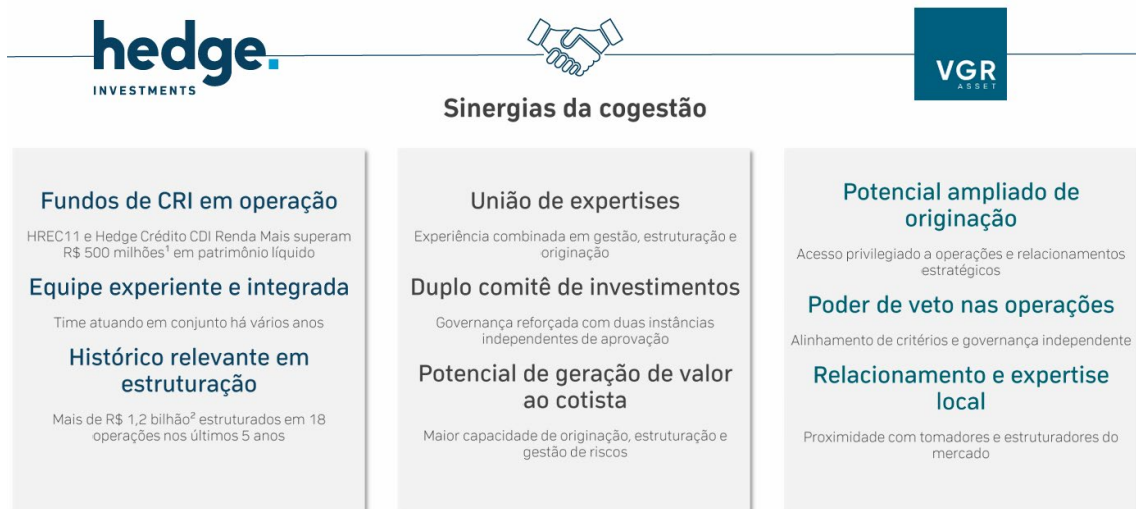 hedge.
INVESTMENTS
VGR
ASSET
Sinergias da cogestão
Fundos de CRI em operação
HREC11 e Hedge Crédito CDI Renda Mais superam
R$ 500 milhões¹ em patrimônio líquido
Equipe experiente e integrada
Time atuando em conjunto há vários anos
Histórico relevante em
estruturação
Mais de R$ 1,2 bilhão² estruturados em 18
operações nos últimos 5 anos
União de expertises
Experiência combinada em gestão, estruturação e
originação
Duplo comitê de investimentos
Governança reforçada com duas instâncias
independentes de aprovação
Potencial de geração de valor
ao cotista
Maior capacidade de originação, estruturação e
gestão de riscos
Potencial ampliado de
originação
Acesso privilegiado a operações e relacionamentos
estratégicos
Poder de veto nas operações
Alinhamento de critérios e governança independente
Relacionamento e expertise
local
Proximidade com tomadores e estruturadores do
mercado